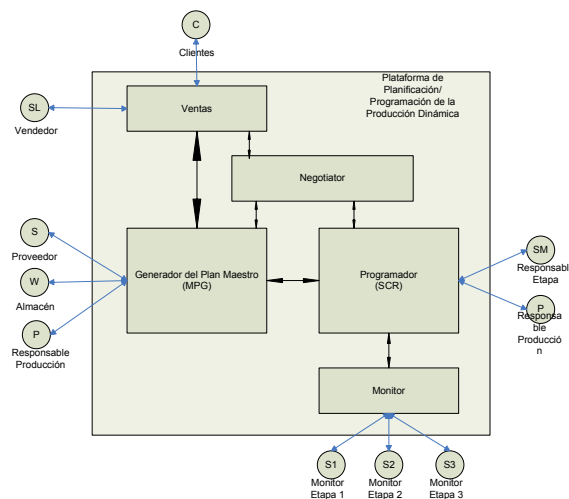 C
Clientes
Plataforma de
Planificación/
Programación de la
Producción Dinámica
Ventas
SL
Vendedor
Negotiator
S
Proveedor
W
Almacén
P
Responsable
Producción
Generador del Plan Maestro
(MPG)
Programador
(SCR)
SM
Responsabl
Etapa
P
Responsa
ble
Producció
n
Monitor
S1
S2
S3
Monitor
Etapa 1
Monitor
Etapa 2
Monitor
Etapa 3